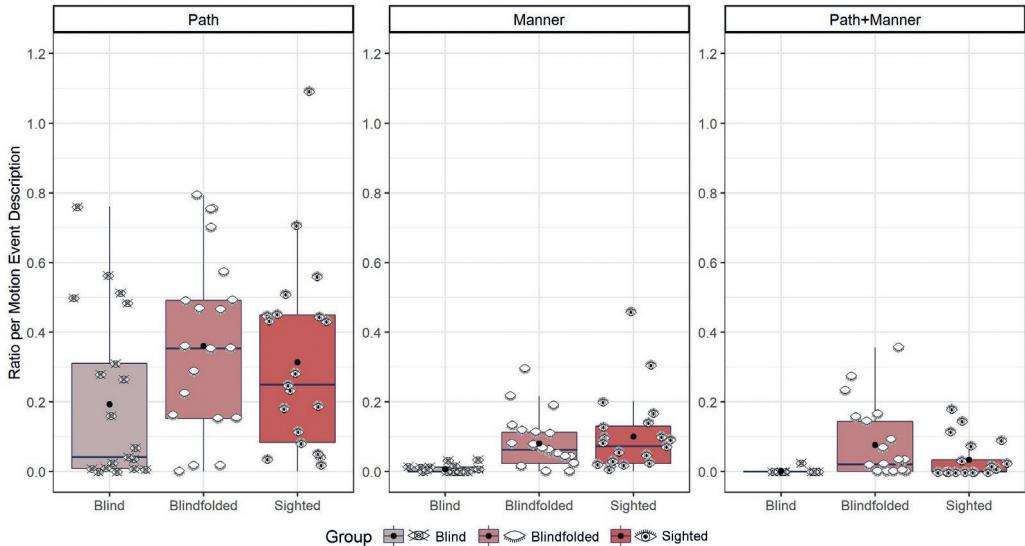 Path Manner Path+Manner
Ratio per Motion Event Description
1.2 1.2 1.2
1.0 1.0 1.0
0.8 0.8 0.8
0.6 0.6 0.6
0.4 0.4 0.4
0.2 0.2 0.2
0.0 0.0 0.0
Blind Blindfolded Sighted Blind Blindfolded Sighted Blind Blindfolded Sighted
Group Blind Blindfolded Sighted